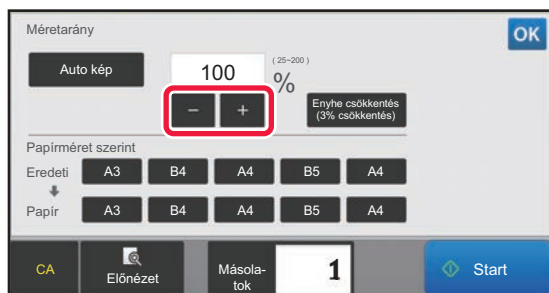 Méretarány
OK
Auto kép
100
(25~200)
%
− +
Enyhe csökkentés
(3% csökkentés)
Papírméret szerint
Eredeti A3 B4 A4 B5 A4
Papír A3 B4 A4 B5 A4
CA
Előnézet
Másola-
tok
1
Start